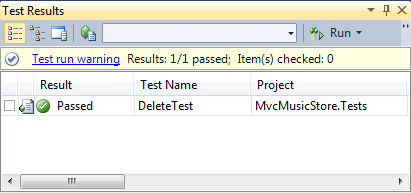 Test Results
Run
Test run warning Results: 1/1 passed; Item(s) checked: 0
Result Test Name Project
Passed DeleteTest MvcMusicStore.Tests